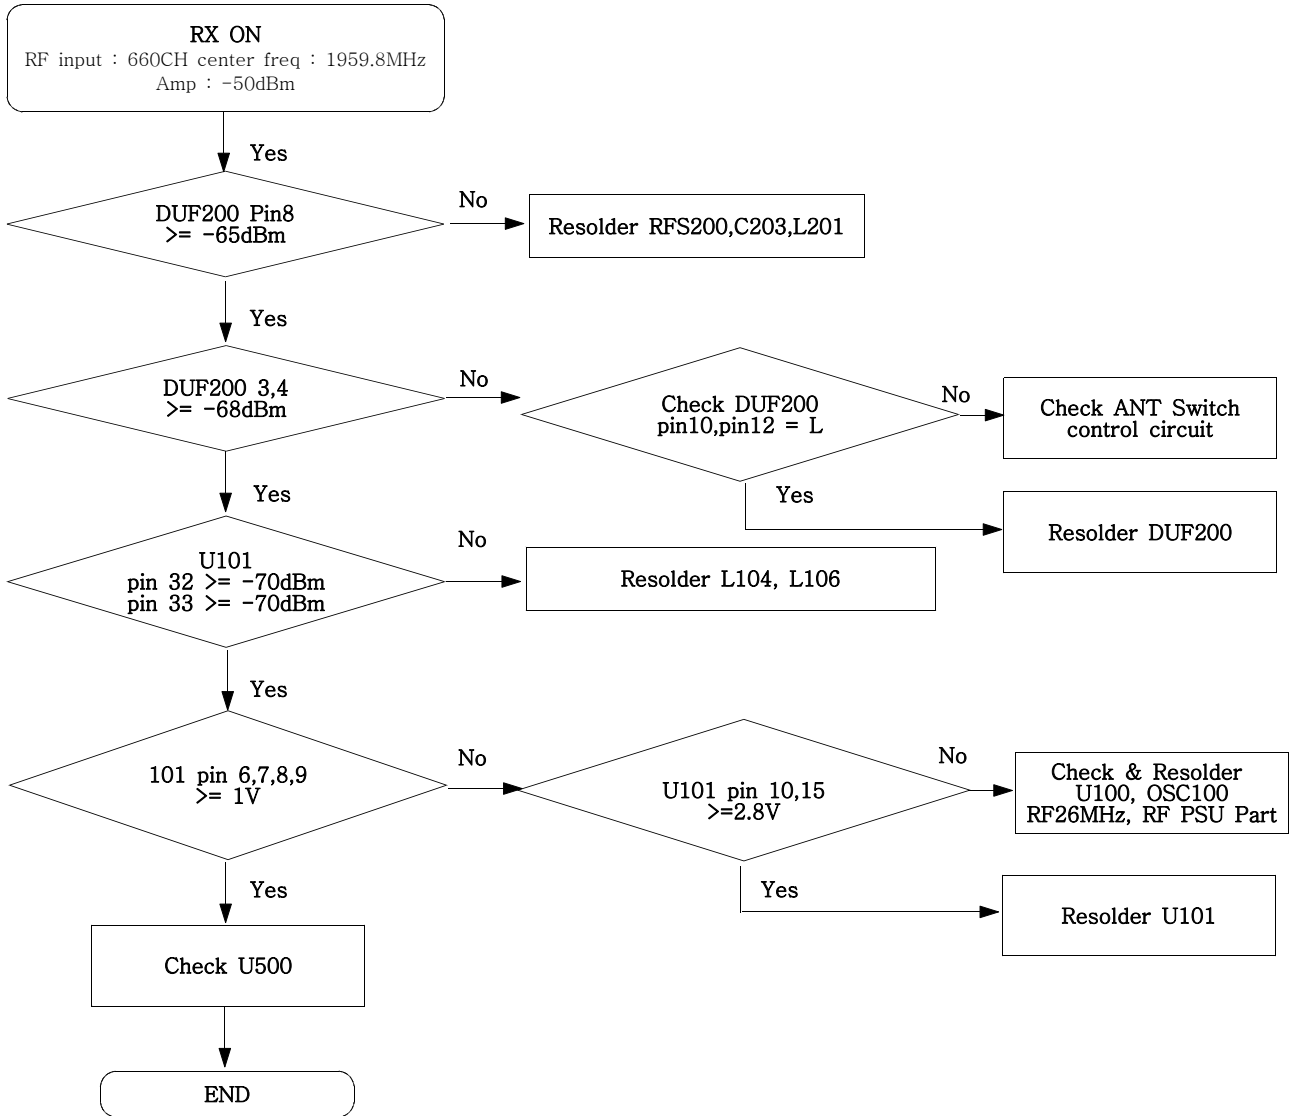 RX ON
RF input : 660CH center freq : 1959.8MHz
Amp : -50dBm
Yes
DUF200 Pin8
>= -65dBm
No
Resolder RFS200,C203,L201
Yes
DUF200 3,4
>= -68dBm
No
Check DUF200
pin10,pin12 = L
No
Check ANT Switch
control circuit
Yes
Resolder DUF200
Yes
U101
pin 32 >= -70dBm
pin 33 >= -70dBm
No
Resolder L104, L106
Yes
101 pin 6,7,8,9
>= 1V
No
U101 pin 10,15
>=2.8V
No
Check & Resolder
U100, OSC100
RF26MHz, RF PSU Part
Yes
Resolder U101
Yes
Check U500
END